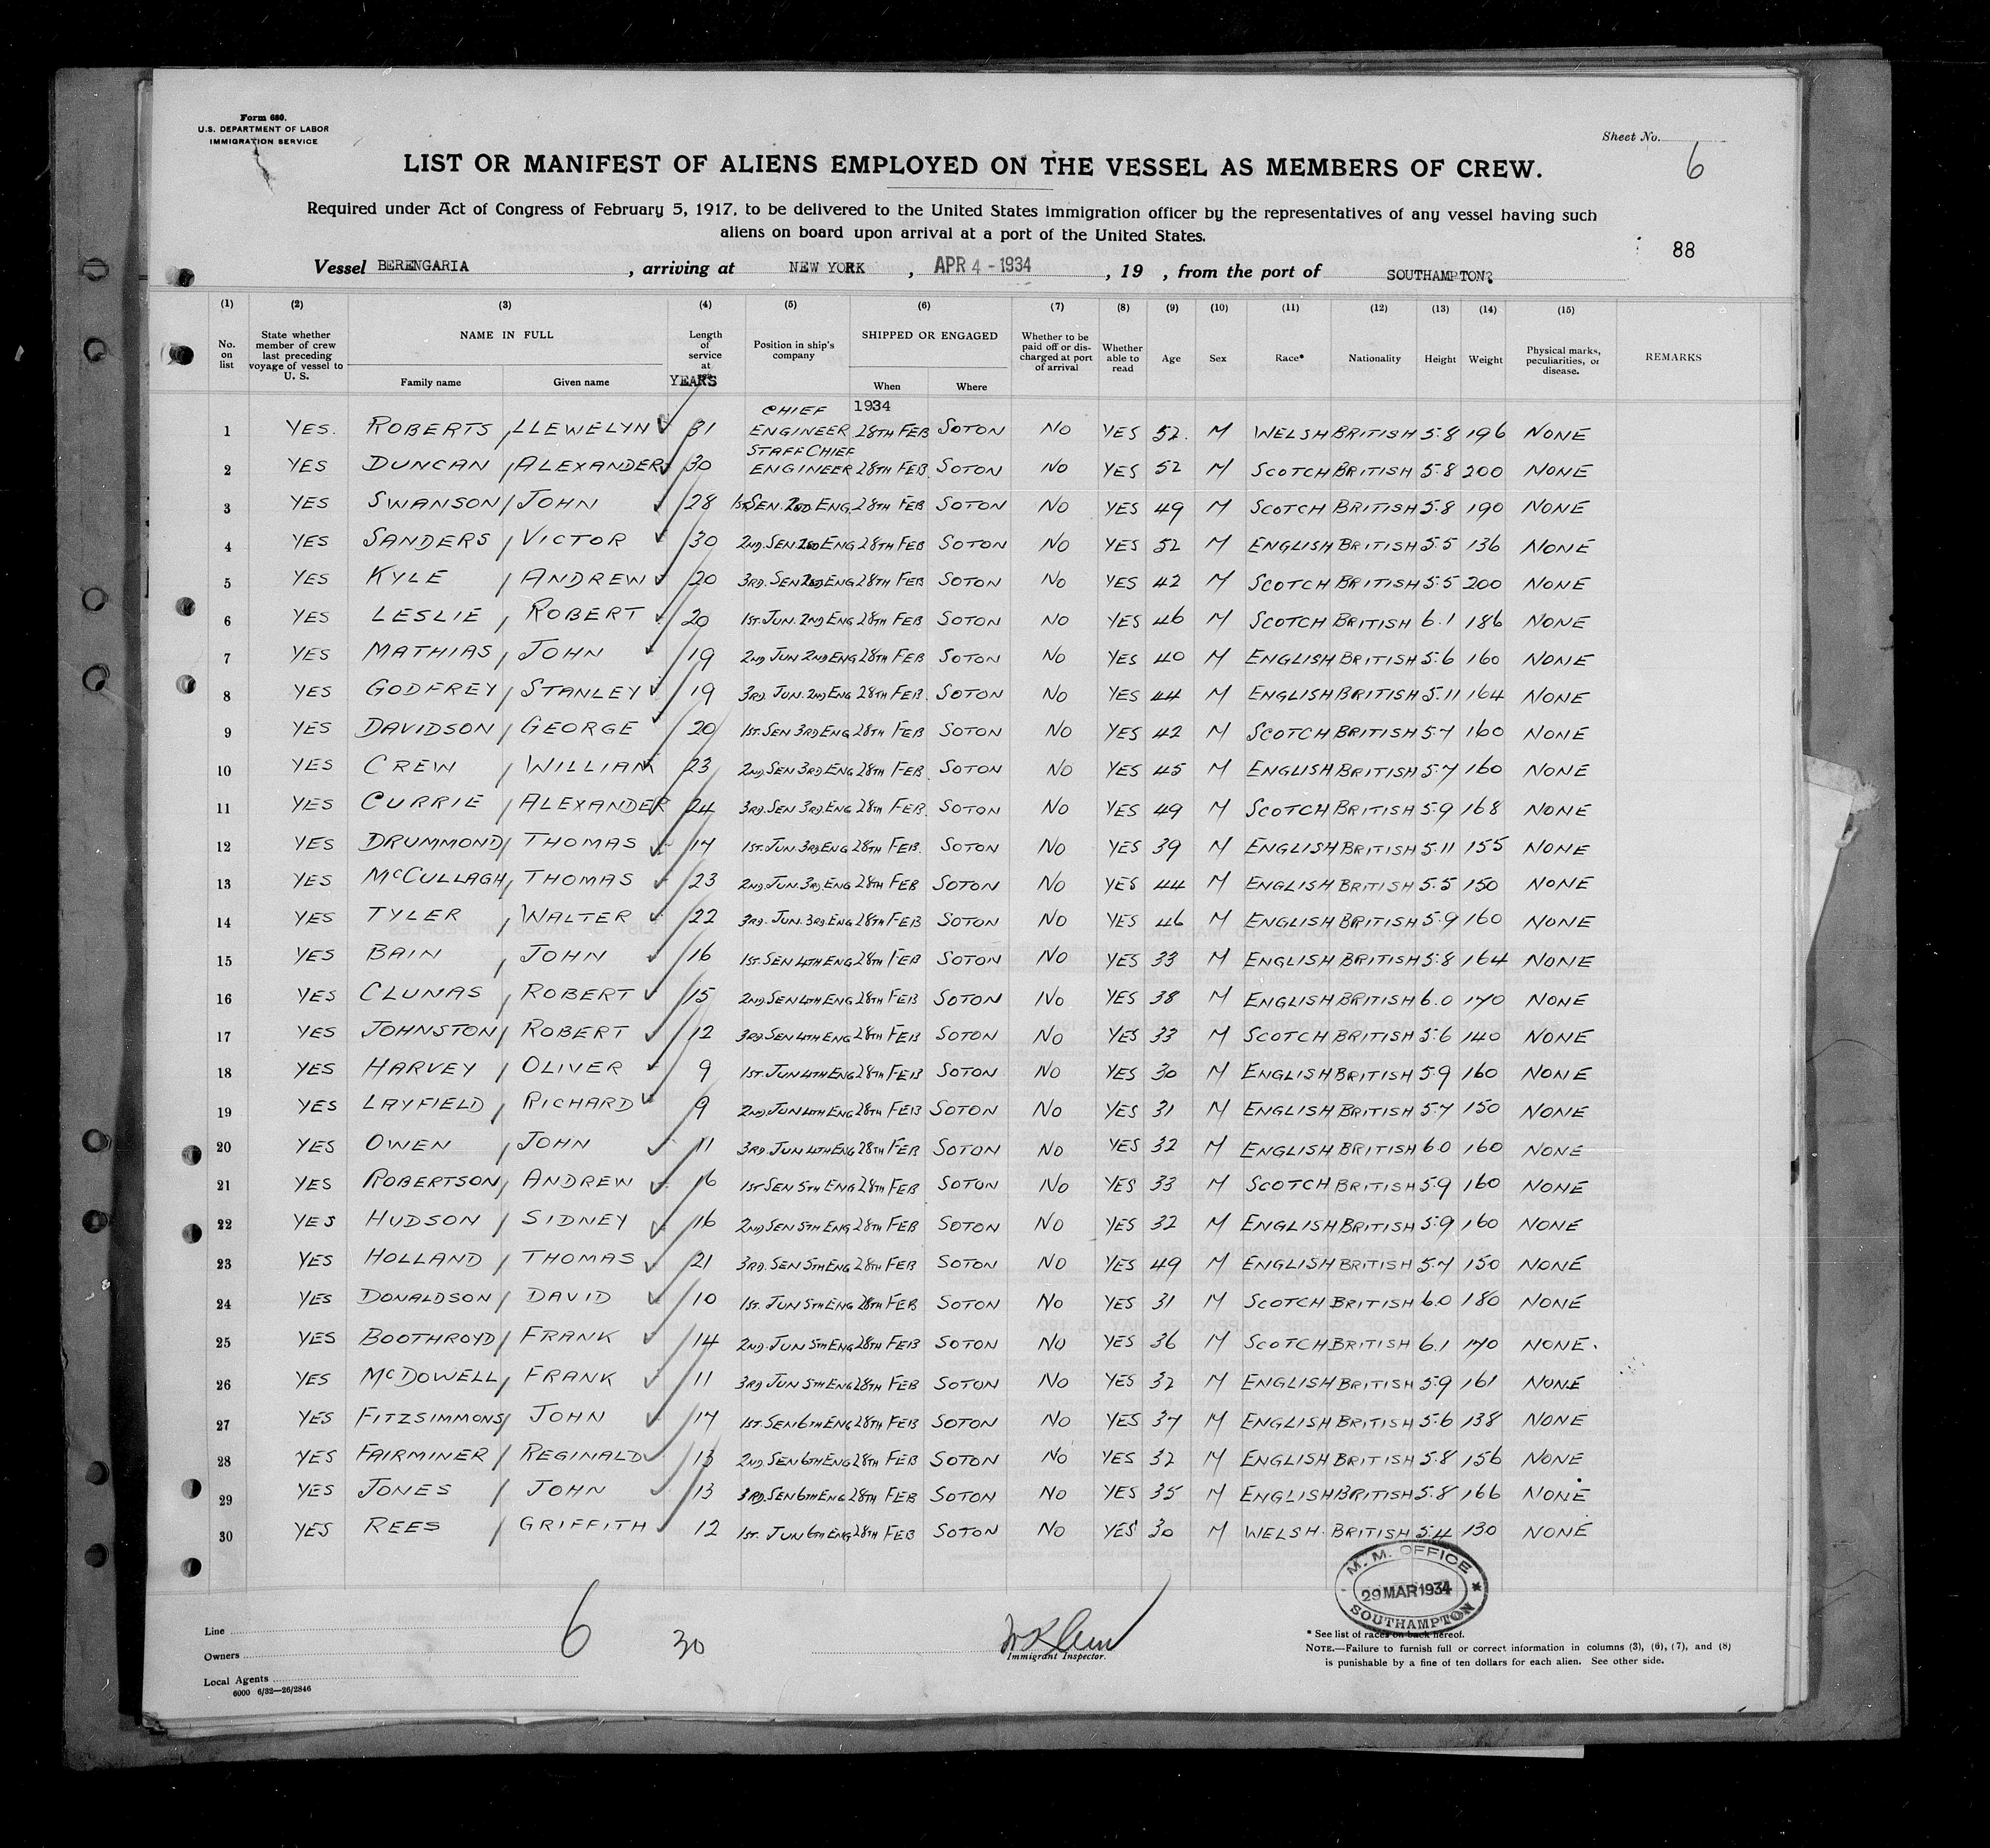 Form 680.
U.S. DEPARTMENT OF LABOR
IMMIGRATION SERVICE
Sheet No.
6
LIST OR MANIFEST OF ALIENS EMPLOYED ON THE VESSEL AS MEMBERS OF CREW.
Required under Act of Congress of February 5, 1917, to be delivered to the United States immigration officer by the representatives of any vessel having such
aliens on board upon arrival at a port of the United States.
88
Vessel BERENGARIA , arriving at NEW YORK , APR 4-1934 , 19 , from the port of SOUTHAMPTON.
(1) (2) (3) (4) (5) (6) (7) (8) (9) (10) (11) (12) (13) (14) (15)
No. on list State whether member of crew last preceding voyage of vessel to U. S. NAME IN FULL Family name Given name Length of service at YEARS Position in ship's company SHIPPED OR ENGAGED When Where Whether to be paid off or discharged at port of arrival Whether able to read Age Sex Race* Nationality Height Weight Physical marks, peculiarities, or disease. REMARKS
1934
1 YES. ROBERTS, LLEWELYN 31 CHIEF ENGINEER 28TH FEB SOTON NO YES 52. M WELSH BRITISH 5.8 196 NONE
2 YES DUNCAN, ALEXANDER 30 STAFF CHIEF ENGINEER 28TH FEB. SOTON NO YES 52 M SCOTCH BRITISH 5.8 200 NONE
3 YES SWANSON, JOHN 28 1ST SEN. 2ND ENG. 28TH FEB SOTON NO YES 49 M SCOTCH BRITISH 5.8 190 NONE
4 YES SANDERS, VICTOR 30 2ND. SEN 2ND ENG 28TH FEB SOTON NO YES 52 M ENGLISH BRITISH 5.5 136 NONE
5 YES KYLE, ANDREW 20 3RD. SEN 2ND ENG 28TH FEB SOTON NO YES 42 M SCOTCH BRITISH 5.5 200 NONE
6 YES LESLIE, ROBERT 20 1ST. JUN. 2ND ENG 28TH FEB SOTON NO YES 46 M SCOTCH BRITISH 6.1 186 NONE
7 YES MATHIAS, JOHN 19 2ND JUN 2ND ENG 28TH FEB SOTON NO YES 40 M ENGLISH BRITISH 5.6 160 NONE
8 YES GODFREY, STANLEY 19 3RD. JUN. 2ND ENG 28TH FEB. SOTON NO YES 44 M ENGLISH BRITISH 5.11 164 NONE
9 YES DAVIDSON, GEORGE 20 1ST. SEN 3RD ENG 28TH FEB SOTON NO YES 42 M SCOTCH BRITISH 5.7 160 NONE
10 YES CREW, WILLIAM 23 2ND SEN 3RD ENG 28TH FEB. SOTON NO YES 45 M ENGLISH BRITISH 5.7 160 NONE
11 YES CURRIE, ALEXANDER 24 3RD. SEN 3RD. ENG 28TH FEB. SOTON NO YES 49 M SCOTCH BRITISH 5.9 168 NONE
12 YES DRUMMOND, THOMAS 17 1ST. JUN. 3RD ENG 28TH FEB. SOTON NO YES 39 M ENGLISH BRITISH 5.11 155 NONE
13 YES McCULLAGH, THOMAS 23 2ND. JUN. 3RD ENG 28TH FEB SOTON NO YES 44 M ENGLISH BRITISH 5.5 150 NONE
14 YES TYLER, WALTER 22 3RD. JUN. 3RD ENG 28TH FEB SOTON NO YES 46 M ENGLISH BRITISH 5.9 160 NONE
15 YES BAIN, JOHN 16 1ST. SEN 4TH ENG 28TH FEB SOTON NO YES 33 M ENGLISH BRITISH 5.8 164 NONE
16 YES CLUNAS, ROBERT 15 2ND SEN 4TH ENG 28TH FEB SOTON NO YES 38 M ENGLISH BRITISH 6.0 170 NONE
17 YES JOHNSTON, ROBERT 12 3RD SEN 4TH ENG 28TH FEB SOTON NO YES 33 M SCOTCH BRITISH 5.6 140 NONE
18 YES HARVEY, OLIVER 9 1ST. JUN 4TH ENG 28TH FEB SOTON NO YES 30 M ENGLISH BRITISH 5.9 160 NONE
19 YES LAYFIELD, RICHARD 9 2ND JUN 4TH ENG 28TH FEB SOTON NO YES 31 M ENGLISH BRITISH 5.7 150 NONE
20 YES OWEN, JOHN 11 3RD. JUN 4TH ENG 28TH FEB SOTON NO YES 32 M ENGLISH BRITISH 6.0 160 NONE
21 YES ROBERTSON, ANDREW 16 1ST SEN 5TH ENG 28TH FEB SOTON NO YES 33 M SCOTCH BRITISH 5.9 160 NONE
22 YES HUDSON, SIDNEY 16 2ND SEN 5TH ENG 28TH FEB SOTON NO YES 32 M ENGLISH BRITISH 5.9 160 NONE
23 YES HOLLAND, THOMAS 21 3RD. SEN 5TH ENG 28TH FEB SOTON NO YES 49 M ENGLISH BRITISH 5.7 150 NONE
24 YES DONALDSON, DAVID 10 1ST. JUN 5TH ENG 28TH FEB SOTON NO YES 31 M SCOTCH BRITISH 6.0 180 NONE
25 YES BOOTHROYD, FRANK 14 2ND. JUN 5TH ENG 28TH FEB SOTON NO YES 36 M SCOTCH BRITISH 6.1 170 NONE.
26 YES McDOWELL, FRANK 11 3RD JUN 5TH ENG 28TH FEB SOTON NO YES 32 M ENGLISH BRITISH 5.9 161 NONE
27 YES FITZSIMMONS, JOHN 17 1ST. SEN 6TH ENG 28TH FEB SOTON NO YES 37 M ENGLISH BRITISH 5.6 138 NONE
28 YES FAIRMINER, REGINALD 13 2ND SEN 6TH ENG 28TH FEB SOTON NO YES 32 M ENGLISH BRITISH 5.8 156 NONE
29 YES JONES, JOHN 13 3RD. SEN 6TH ENG 28TH FEB SOTON NO YES 35 M ENGLISH BRITISH 5.8 166 NONE
30 YES REES, GRIFFITH 12 1ST. JUN 6TH ENG 28TH FEB SOTON NO YES 30 M WELSH. BRITISH 5.4 130 NONE
M. M. OFFICE
29 MAR 1934
SOUTHAMPTON
Line
6 30
Owners
Immigrant Inspector.
Local Agents
6000 6/32—26/2846
* See list of races on back hereof.
NOTE.—Failure to furnish full or correct information in columns (3), (6), (7), and (8)
is punishable by a fine of ten dollars for each alien. See other side.